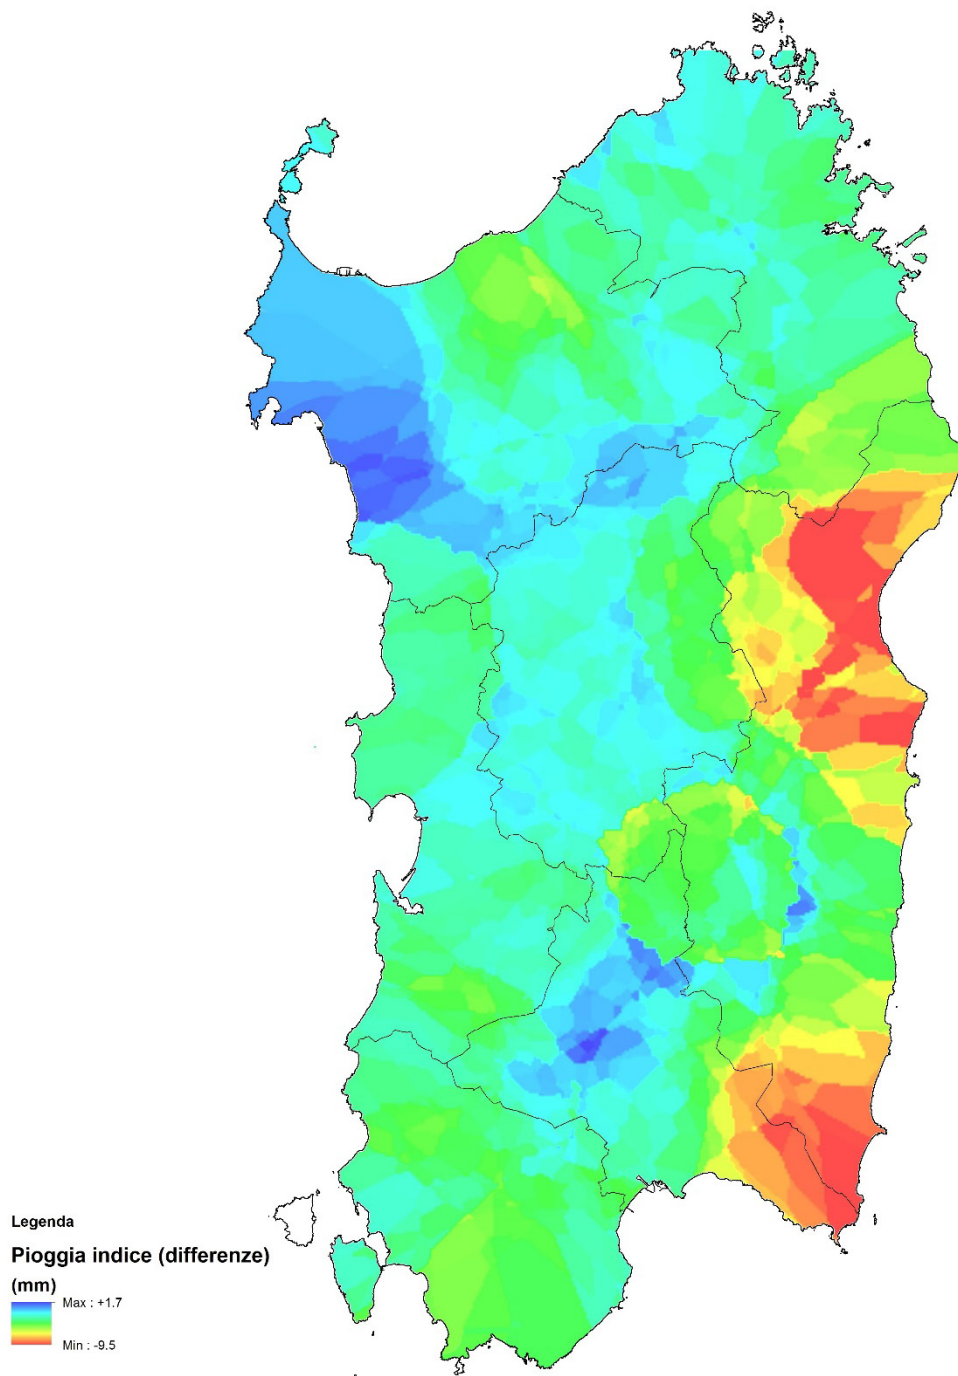 Legenda
Pioggia indice (differenze)
(mm)
Max : +1.7
Min : -9.5